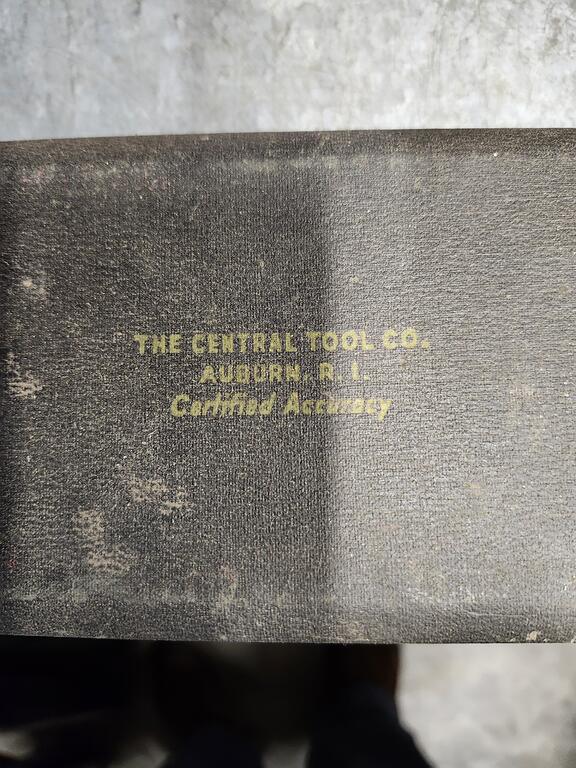 THE CENTRAL TOOL CO.
AUBURN, R. I.
Certified Accuracy